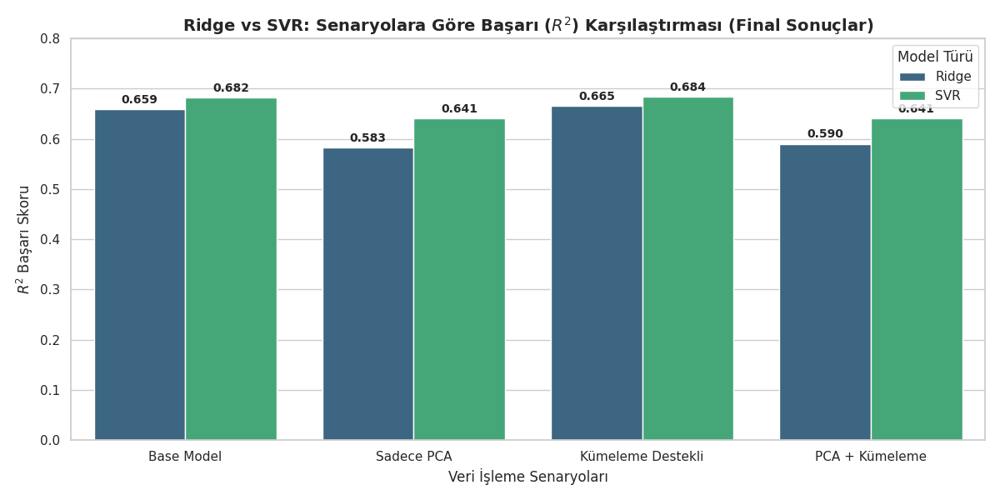 Ridge vs SVR: Senaryolara Göre Başarı (R²) Karşılaştırması (Final Sonuçlar)
Model Türü
Ridge
SVR
0.659
0.682
0.583
0.641
0.665
0.684
0.590
0.641
R² Başarı Skoru
0.8
0.7
0.6
0.5
0.4
0.3
0.2
0.1
0.0
Base Model
Sadece PCA
Kümeleme Destekli
PCA + Kümeleme
Veri İşleme Senaryoları